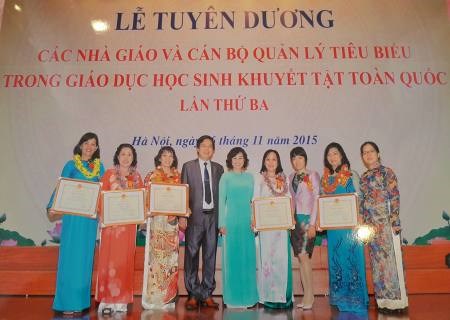 LỄ TUYÊN DƯƠNG
CÁC NHÀ GIÁO VÀ CÁN BỘ QUẢN LÝ TIÊU BIỂU
TRONG GIÁO DỤC HỌC SINH KHUYẾT TẬT TOÀN QUỐC
LẦN THỨ BA
Hà Nội, ngày tháng 11 năm 2015